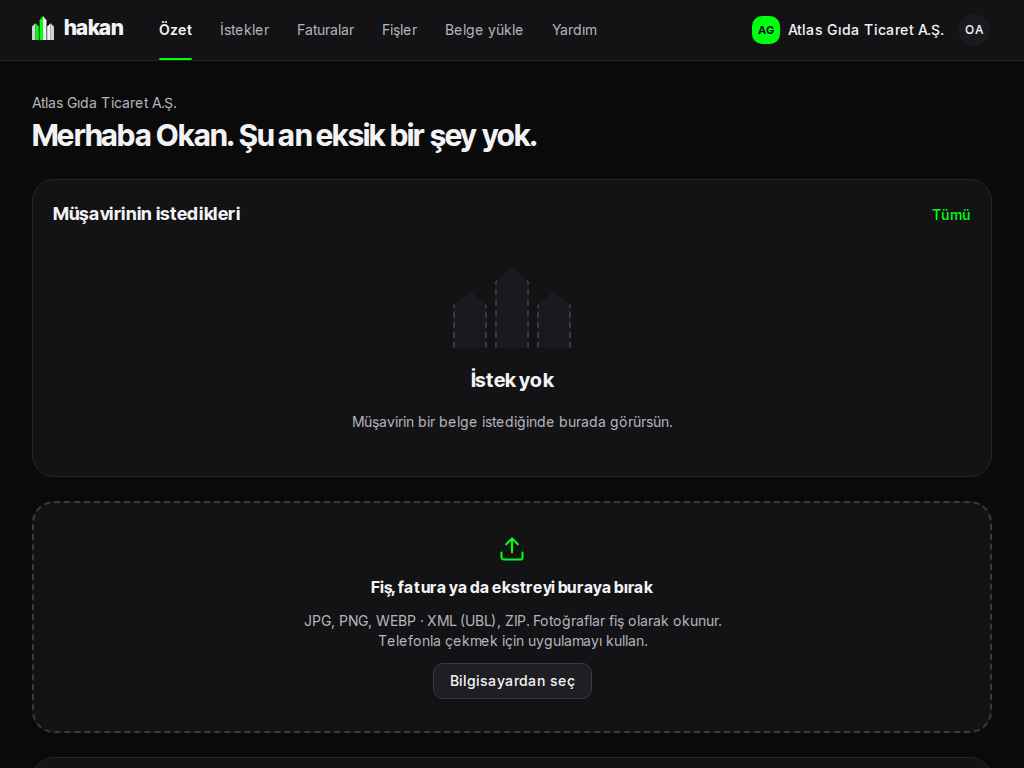 hakan
Özet
İstekler
Faturalar
Fişler
Belge yükle
Yardım
AG
Atlas Gıda Ticaret A.Ş.
OA
Atlas Gıda Ticaret A.Ş.
Merhaba Okan. Şu an eksik bir şey yok.
Müşavirinin istedikleri
Tümü
İstek yok
Müşavirin bir belge istediğinde burada görürsün.
Fiş, fatura ya da ekstreyi buraya bırak
JPG, PNG, WEBP · XML (UBL), ZIP. Fotoğraflar fiş olarak okunur.
Telefonla çekmek için uygulamayı kullan.
Bilgisayardan seç